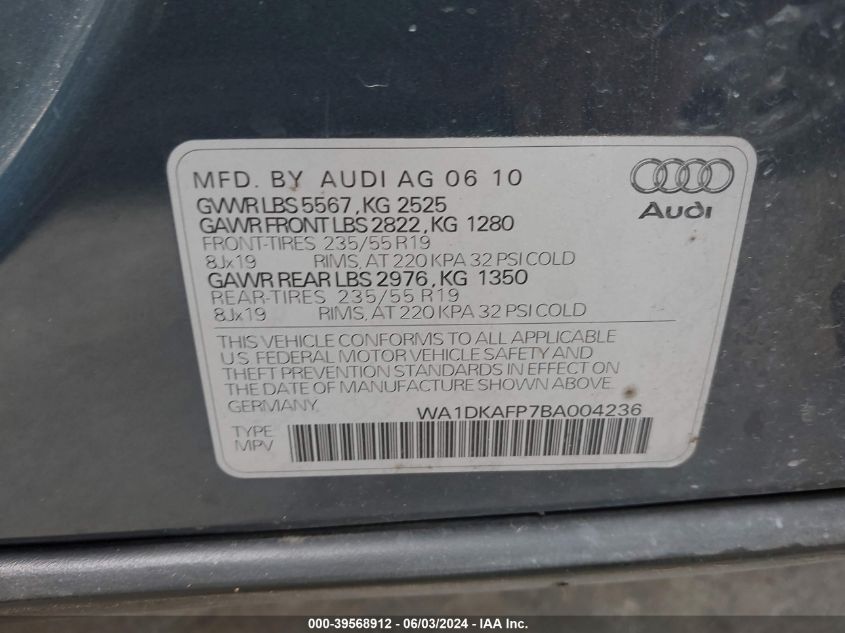 MFD. BY AUDI AG 06 10
GVWR LBS 5567, KG 2525
GAWR FRONT LBS 2822, KG 1280
FRONT-TIRES 235/55 R19
8Jx19 RIMS, AT 220 KPA 32 PSI COLD
GAWR REAR LBS 2976, KG 1350
REAR-TIRES 235/55 R19
8Jx19 RIMS, AT 220 KPA 32 PSI COLD
Audi
THIS VEHICLE CONFORMS TO ALL APPLICABLE
U.S. FEDERAL MOTOR VEHICLE SAFETY AND
THEFT PREVENTION STANDARDS IN EFFECT ON
THE DATE OF MANUFACTURE SHOWN ABOVE.
GERMANY, WA1DKAFP7BA004236
TYPE
MPV
000-39568912 / 06/03/2024 - IAA Inc.